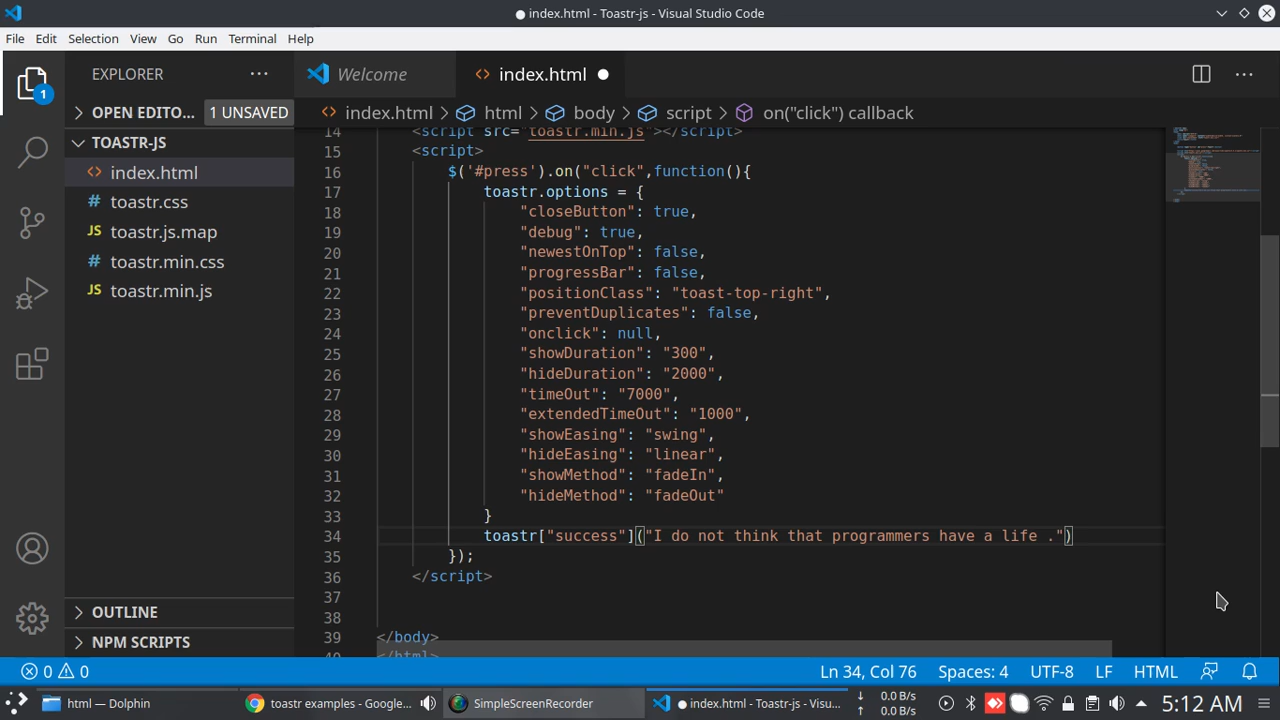 index.html - Toastr-js - Visual Studio Code
File Edit Selection View Go Run Terminal Help
EXPLORER
Welcome
index.html
1
OPEN EDITO... 1 UNSAVED
index.html > html > body > script > on("click") callback
TOASTR-JS
index.html
toastr.css
JS toastr.js.map
toastr.min.css
JS toastr.min.js
OUTLINE
NPM SCRIPTS
14 <script src="toastr.min.js"></script>
15 <script>
16 $('#press').on("click",function(){
17 toastr.options = {
18 "closeButton": true,
19 "debug": true,
20 "newestOnTop": false,
21 "progressBar": false,
22 "positionClass": "toast-top-right",
23 "preventDuplicates": false,
24 "onclick": null,
25 "showDuration": "300",
26 "hideDuration": "2000",
27 "timeOut": "7000",
28 "extendedTimeOut": "1000",
29 "showEasing": "swing",
30 "hideEasing": "linear",
31 "showMethod": "fadeIn",
32 "hideMethod": "fadeOut"
33 }
34 toastr["success"]("I do not think that programmers have a life .")
35 });
36 </script>
37
38
39 </body>
40 </html>
0 0 Ln 34, Col 76 Spaces: 4 UTF-8 LF HTML
html — Dolphin
toastr examples - Google...
SimpleScreenRecorder
index.html - Toastr-js - Visu...
↓ 0.0 B/s
↑ 0.0 B/s
5:12 AM